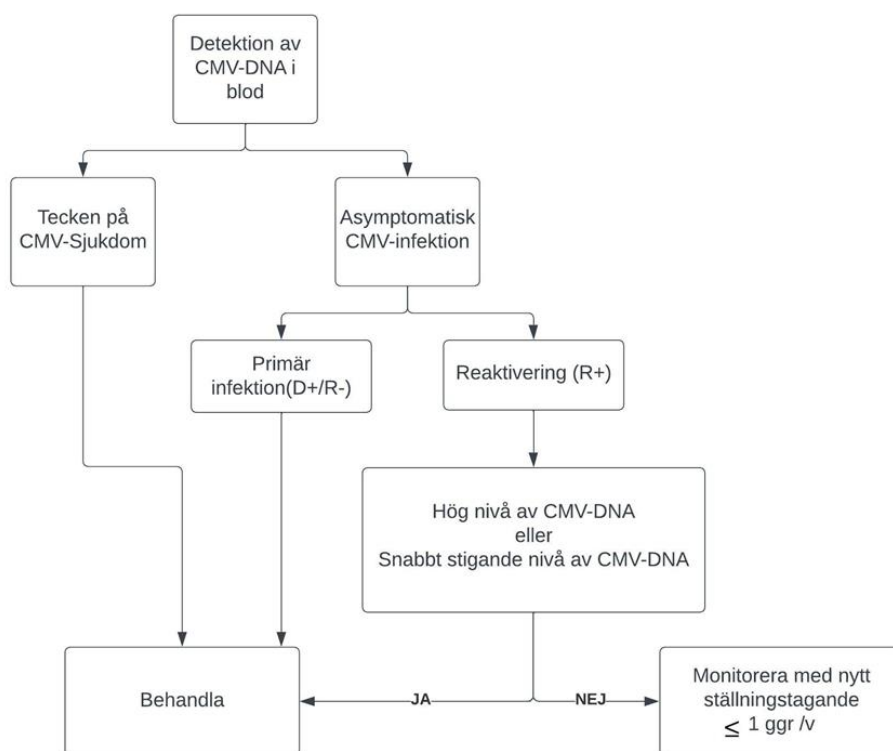 Detektion av
CMV-DNA i
blod
Tecken på
CMV-Sjukdom
Asymptomatisk
CMV-infektion
Primär
infektion(D+/R-)
Reaktivering (R+)
Hög nivå av CMV-DNA
eller
Snabbt stigande nivå av CMV-DNA
Behandla
JA
NEJ
Monitorera med nytt
ställningstagande
≤ 1 ggr /v